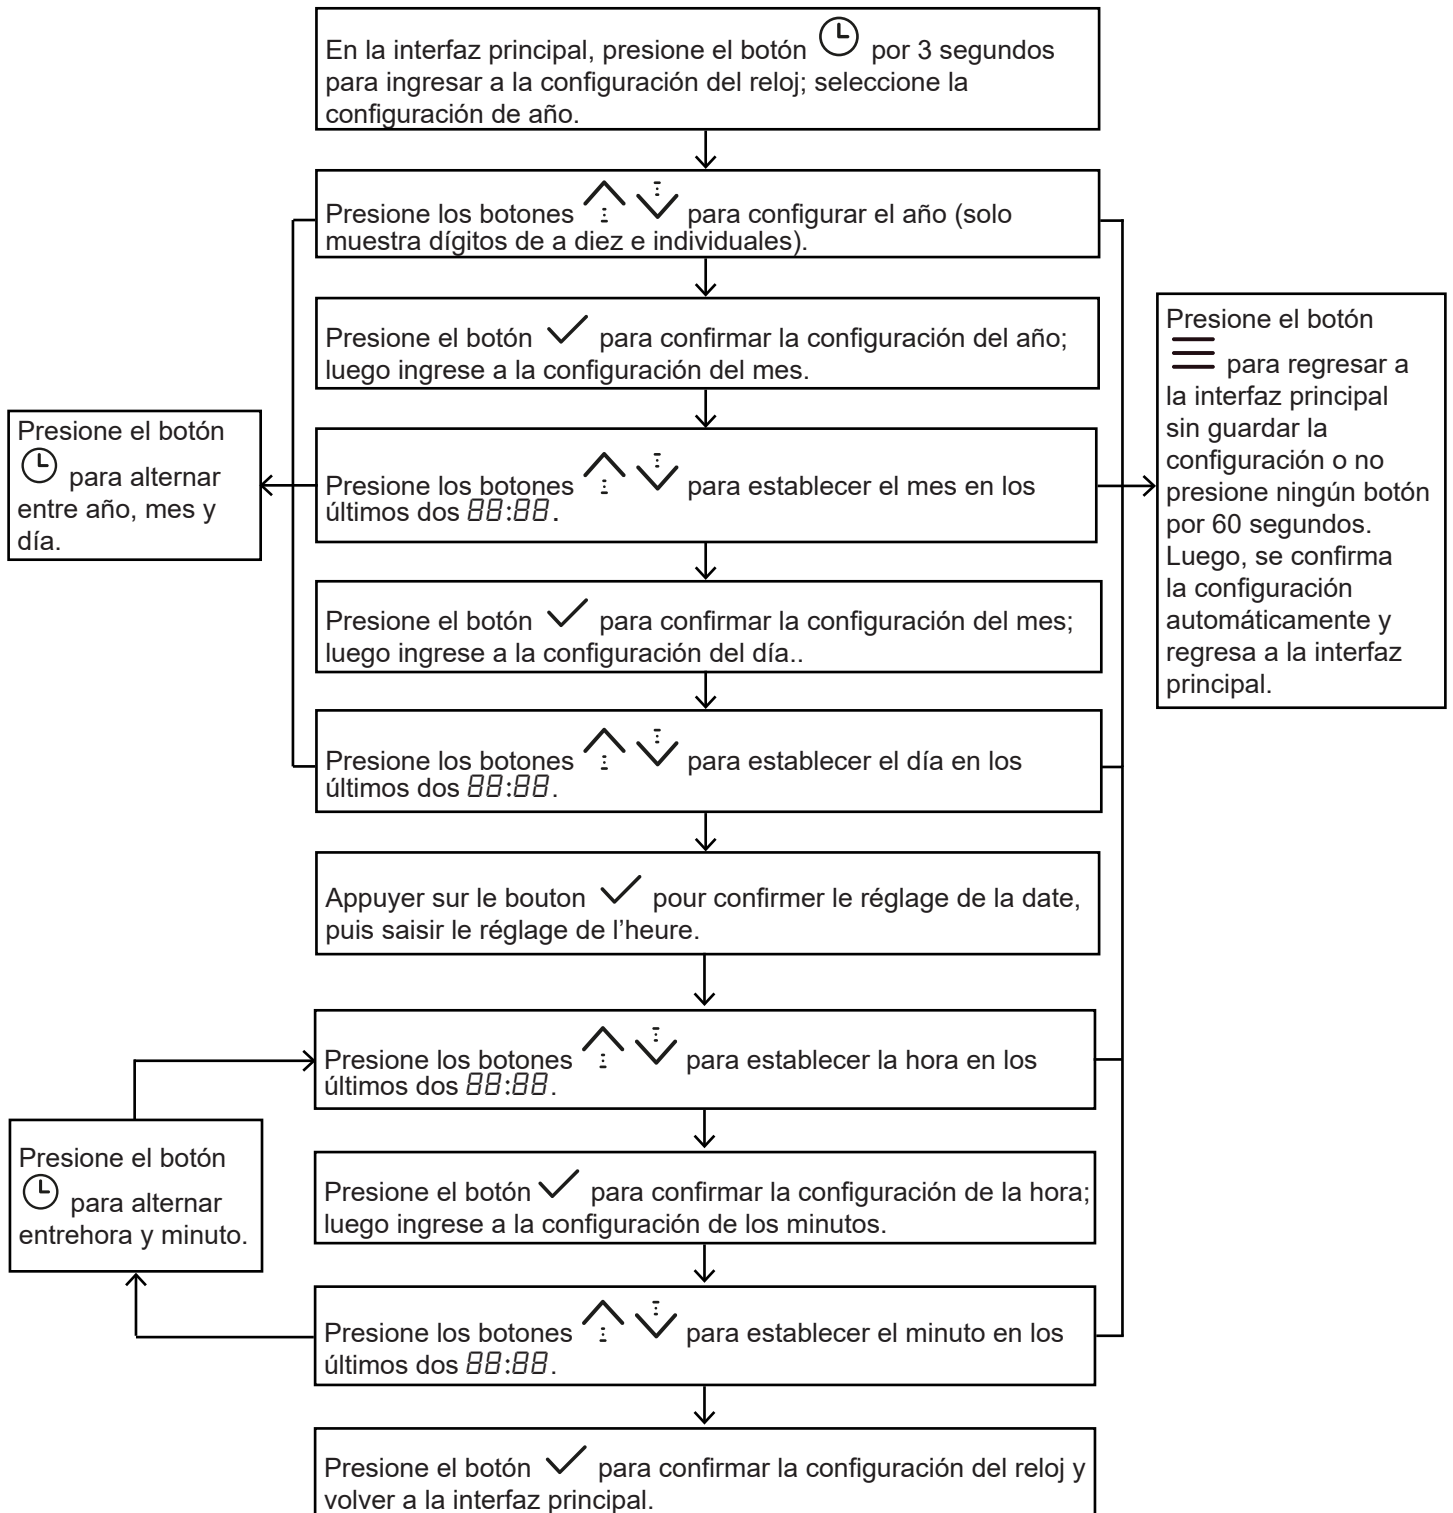 En la interfaz principal, presione el botón por 3 segundos
para ingresar a la configuración del reloj; seleccione la
configuración de año.
Presione los botones para configurar el año (solo
muestra dígitos de a diez e individuales).
Presione el botón para confirmar la configuración del año;
luego ingrese a la configuración del mes.
Presione el botón
para regresar a
la interfaz principal
sin guardar la
configuración o no
presione ningún botón
por 60 segundos.
Luego, se confirma
la configuración
automáticamente y
regresa a la interfaz
principal.
Presione el botón
para alternar
entre año, mes y
día.
Presione los botones para establecer el mes en los
últimos dos 88:88.
Presione el botón para confirmar la configuración del mes;
luego ingrese a la configuración del día..
Presione los botones para establecer el día en los
últimos dos 88:88.
Appuyer sur le bouton pour confirmer le réglage de la date,
puis saisir le réglage de l’heure.
Presione los botones para establecer la hora en los
últimos dos 88:88.
Presione el botón
para alternar
entrehora y minuto.
Presione el botón para confirmar la configuración de la hora;
luego ingrese a la configuración de los minutos.
Presione los botones para establecer el minuto en los
últimos dos 88:88.
Presione el botón para confirmar la configuración del reloj y
volver a la interfaz principal.